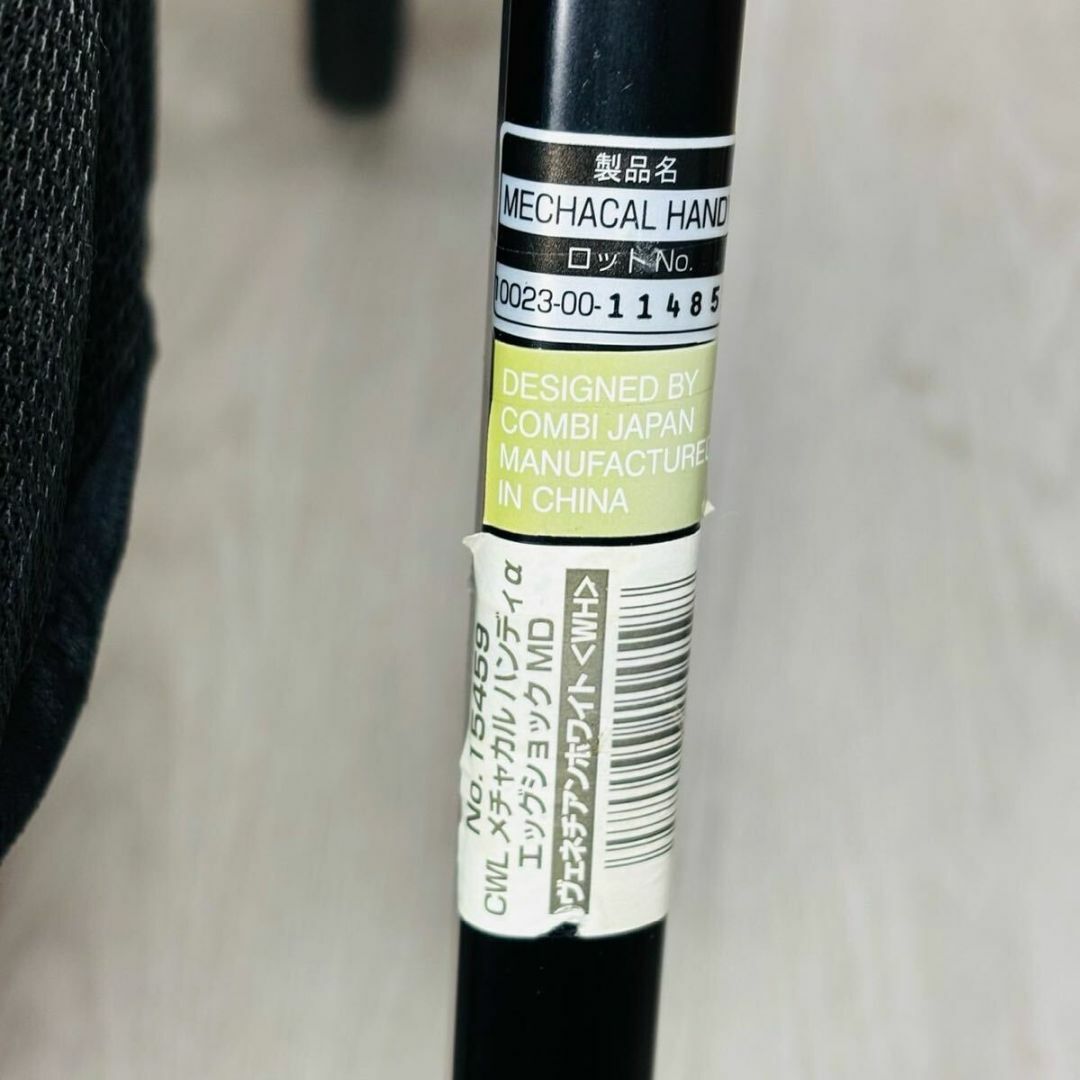 製品名
MECHACAL HANDY
ロット No.
10023-00-11485
DESIGNED BY
COMBI JAPAN
MANUFACTURED
IN CHINA
No. 15459
CWL メチャカル ハンディα
エッグショック MD
ヴェネチアンホワイト<WH>